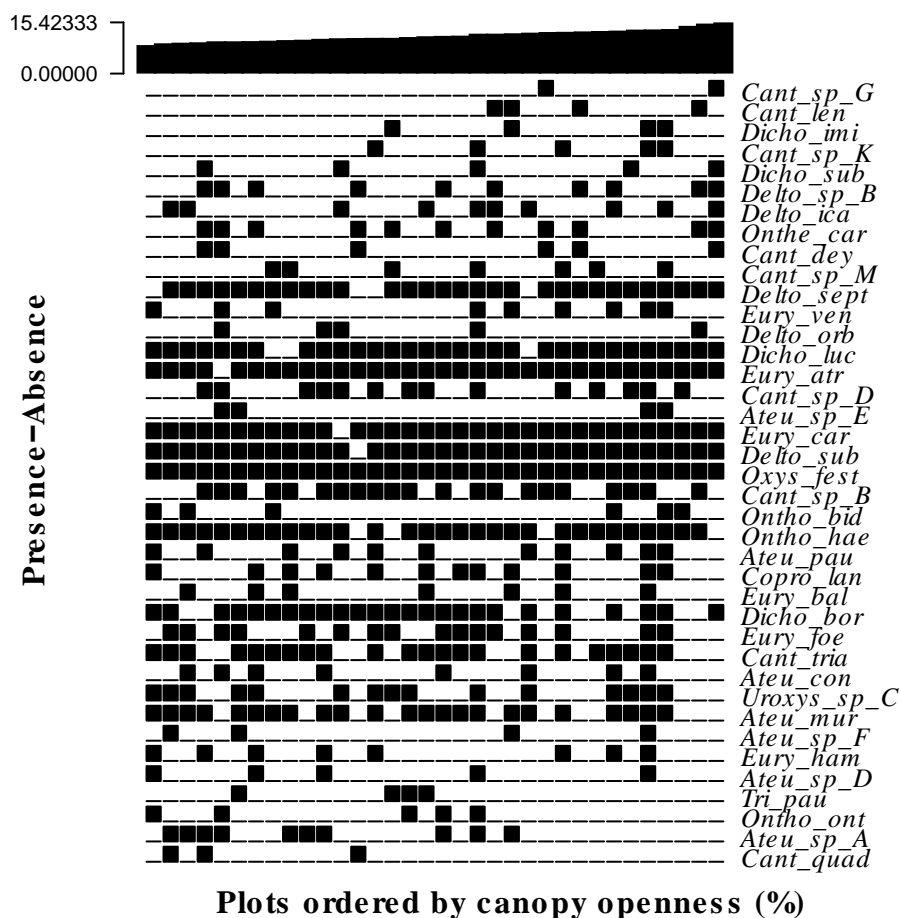 15.42333
0.00000
Cant_sp_G
Cant_len
Dicho_imi
Cant_sp_K
Dicho_sub
Delto_sp_B
Delto_ica
Onthe_car
Cant_dey
Cant_sp_M
Delto_sept
Eury_ven
Delto_orb
Dicho_luc
Eury_atr
Cant_sp_D
Ateu_sp_E
Eury_car
Delto_sub
Oxys_fest
Cant_sp_B
Ontho_bid
Ontho_hae
Ateu_pau
Copro_lan
Eury_bal
Dicho_bor
Eury_foe
Cant_tria
Ateu_con
Uroxys_sp_C
Ateu_mur
Ateu_sp_F
Eury_ham
Ateu_sp_D
Tri_pau
Ontho_ont
Ateu_sp_A
Cant_quad
Presence−Absence
Plots ordered by canopy openness (%)